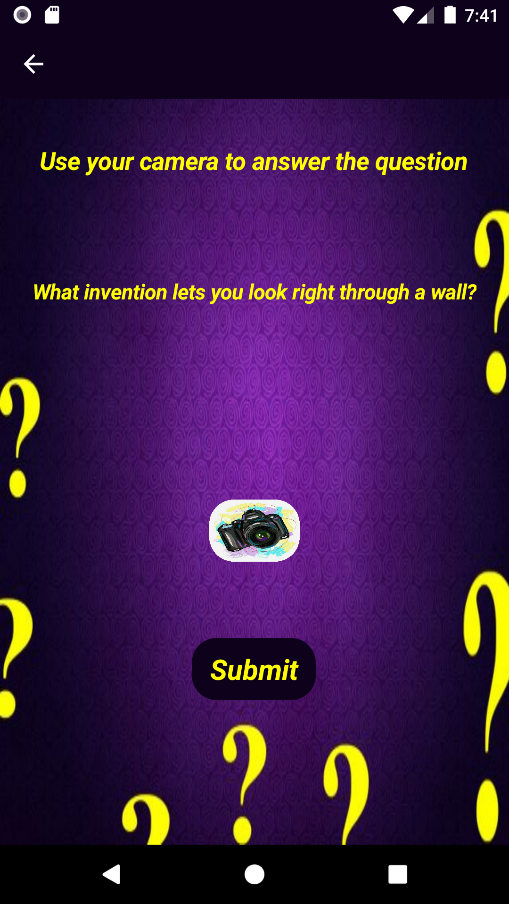 7:41
Use your camera to answer the question
What invention lets you look right through a wall?
Submit